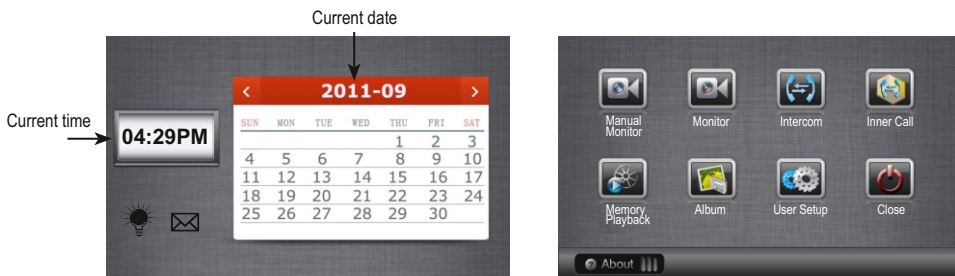 Current date
Current time
04:29PM
< 2011-09 >
SUN MON TUE WED THU FRI SAT
1 2 3
4 5 6 7 8 9 10
11 12 13 14 15 16 17
18 19 20 21 22 23 24
25 26 27 28 29 30
Manual Monitor Intercom Inner Call
Monitor
Memory Album User Setup Close
Playback
About